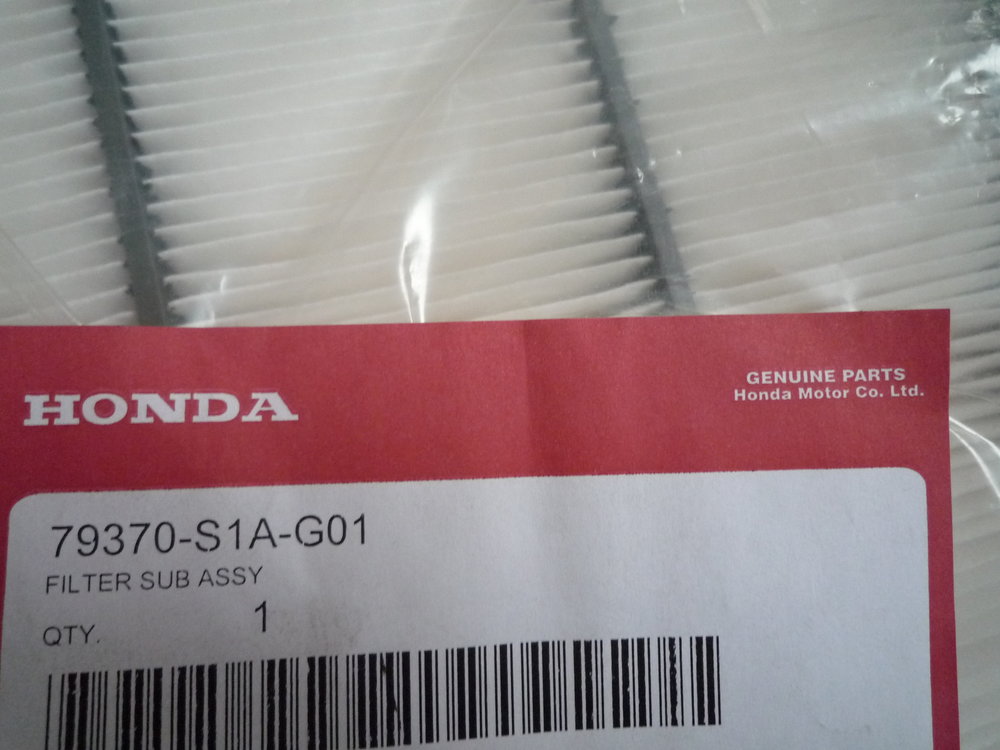 HONDA
GENUINE PARTS
Honda Motor Co. Ltd.
79370-S1A-G01
FILTER SUB ASSY
QTY. 1